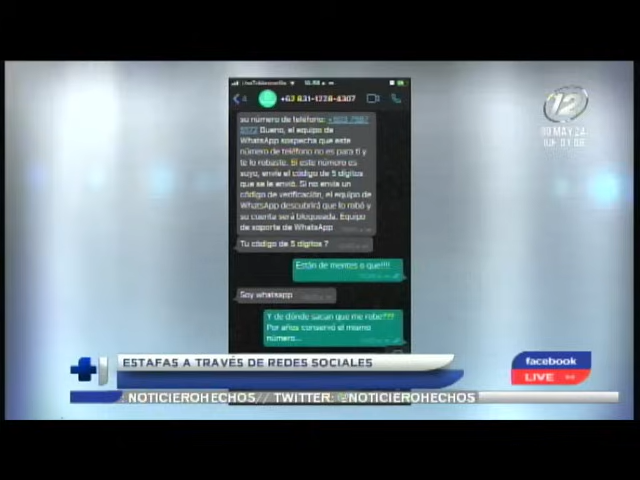 +62 831-1228-4307
su número de teléfono:
Bueno, el equipo de
WhatsApp sospecha que este
número de teléfono no es para ti y
te lo robaste. Si este número es
suyo, envíe el código de 5 dígitos
que se le envió. Si no envía un
código de verificación, el equipo de
WhatsApp descubrirá que lo robó y
su cuenta será bloqueada. Equipo
de soporte de WhatsApp
Tu código de 5 dígitos ?
Están de mentes o que!!!!
Soy whatsapp
Y de dónde sacan que me robe???
Por años conservó el mismo
número...
12
ESTAFAS A TRAVÉS DE REDES SOCIALES
facebook
LIVE
: NOTICIEROHECHOS// TWITTER: @NOTICIEROHECHOS